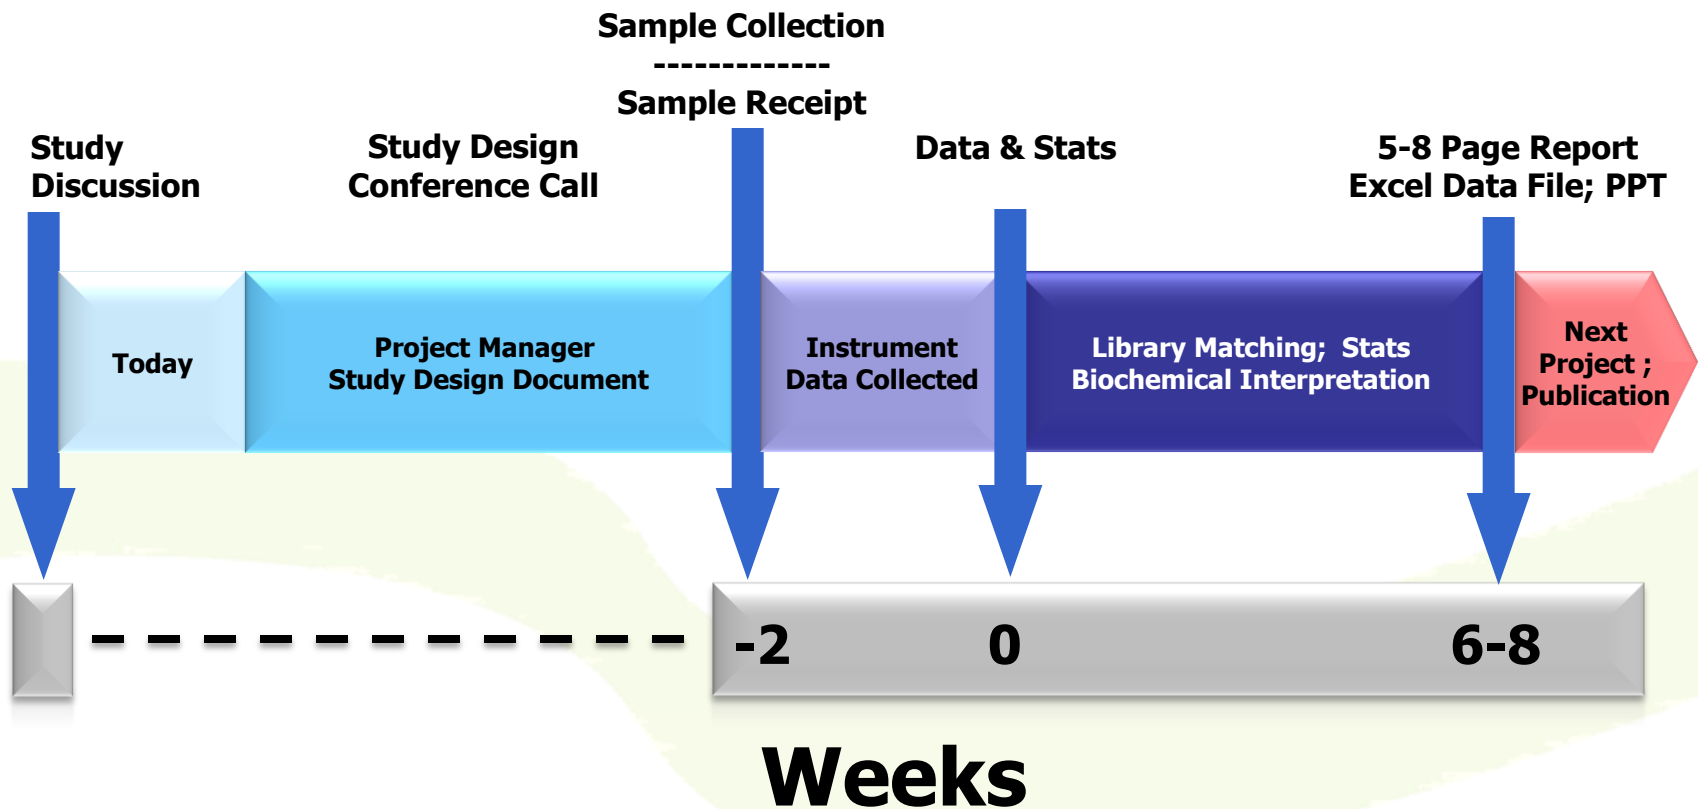 Sample Collection
-------------
Sample Receipt
Study
Discussion
Study Design
Conference Call
Data & Stats
5-8 Page Report
Excel Data File; PPT
Today
Project Manager
Study Design Document
Instrument
Data Collected
Library Matching;  Stats
Biochemical Interpretation
Next
Project ;
Publication
-2
0
6-8
Weeks